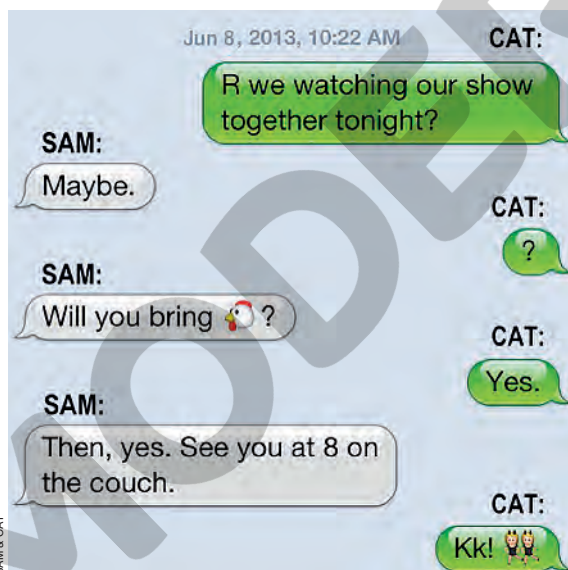 Jun 8, 2013, 10:22 AM
CAT:
R we watching our show
together tonight?
SAM:
Maybe.
CAT:
?
SAM:
Will you bring 🐔?
CAT:
Yes.
SAM:
Then, yes. See you at 8 on
the couch.
CAT:
Kk! 👯
MODE